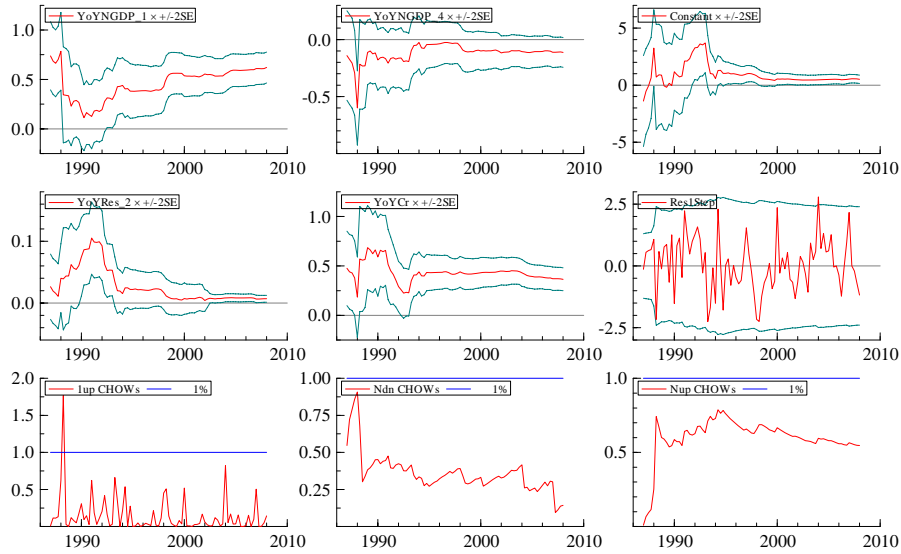 YoYNGDP_1 × +/-2SE
1.0
0.5
0.0
1990 2000 2010
YoYNGDP_4 × +/-2SE
0.0
-0.5
1990 2000 2010
Constant × +/-2SE
5
0
-5
1990 2000 2010
YoYRes_2 × +/-2SE
0.1
0.0
1990 2000 2010
YoYCr × +/-2SE
1.0
0.5
0.0
1990 2000 2010
Res1Step
2.5
0.0
-2.5
1990 2000 2010
1up CHOWs 1%
2.0
1.5
1.0
0.5
1990 2000 2010
Ndn CHOWs 1%
1.00
0.75
0.50
0.25
1990 2000 2010
Nup CHOWs 1%
1.0
0.5
1990 2000 2010